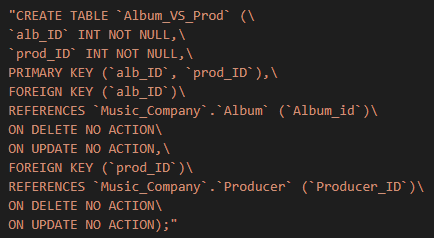 "CREATE TABLE `Album_VS_Prod` (\
`alb_ID` INT NOT NULL,\
`prod_ID` INT NOT NULL,\
PRIMARY KEY (`alb_ID`, `prod_ID`),\
FOREIGN KEY (`alb_ID`)\
REFERENCES `Music_Company`.`Album` (`Album_id`)\
ON DELETE NO ACTION\
ON UPDATE NO ACTION,\
FOREIGN KEY (`prod_ID`)\
REFERENCES `Music_Company`.`Producer` (`Producer_ID`)\
ON DELETE NO ACTION\
ON UPDATE NO ACTION);"